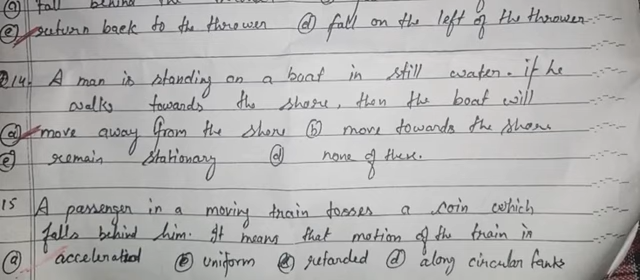 (a) fall behind the
(c) return back to the thrower (d) fall on the left of the thrower
Q14. A man is standing on a boat in still water. if he
walks towards the shore, then the boat will
(a) move away from the shore (b) move towards the shore
(c) remain stationary (d) none of these.
15 A passenger in a moving train tosses a coin which
falls behind him. It means that motion of the train is
(a) accelerated (b) uniform (c) retarded (d) along circular